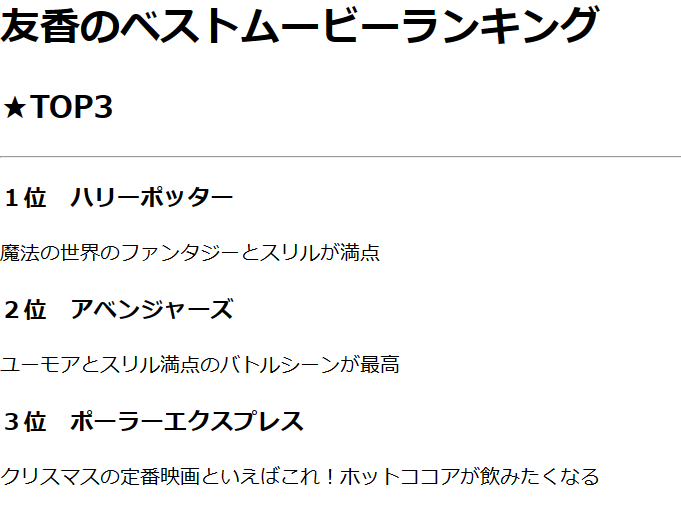 友香のベストムービーランキング
★TOP3
１位　ハリーポッター
魔法の世界のファンタジーとスリルが満点
２位　アベンジャーズ
ユーモアとスリル満点のバトルシーンが最高
３位　ポーラーエクスプレス
クリスマスの定番映画といえばこれ！ホットココアが飲みたくなる